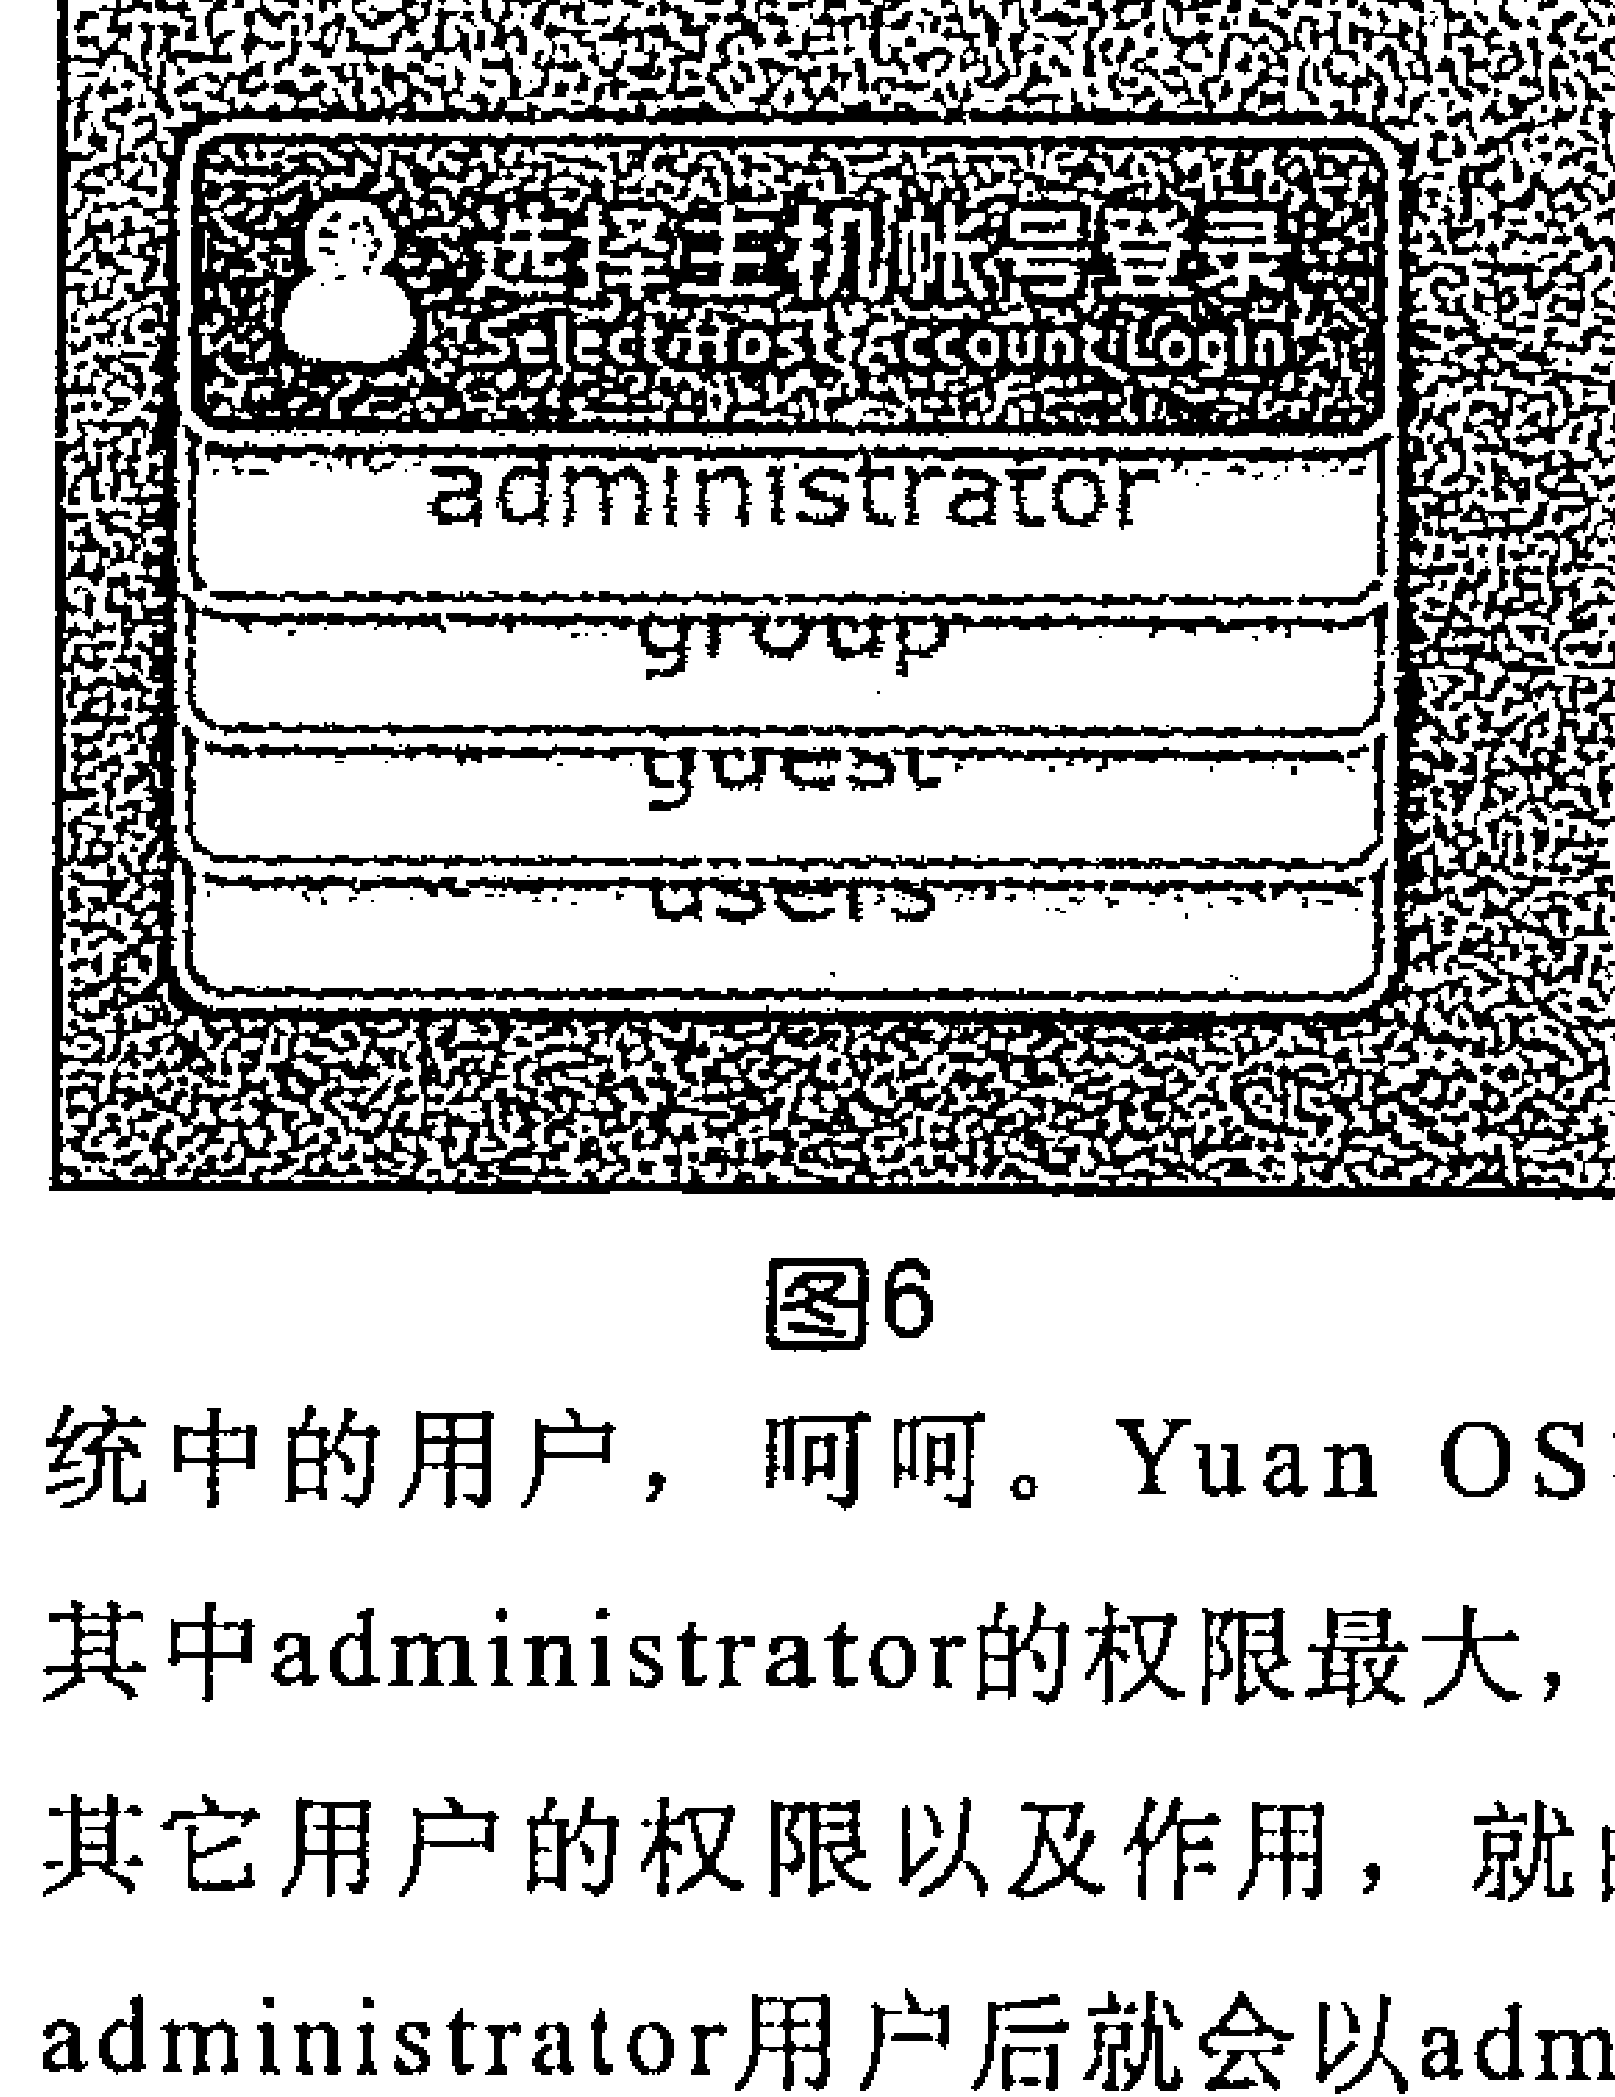 选择主机帐号登录
Select Host Account Login
administrator
group
guest
users
图6
统中的用户，呵呵。Yuan OS
其中administrator的权限最大，
其它用户的权限以及作用，就
administrator用户后就会以adm